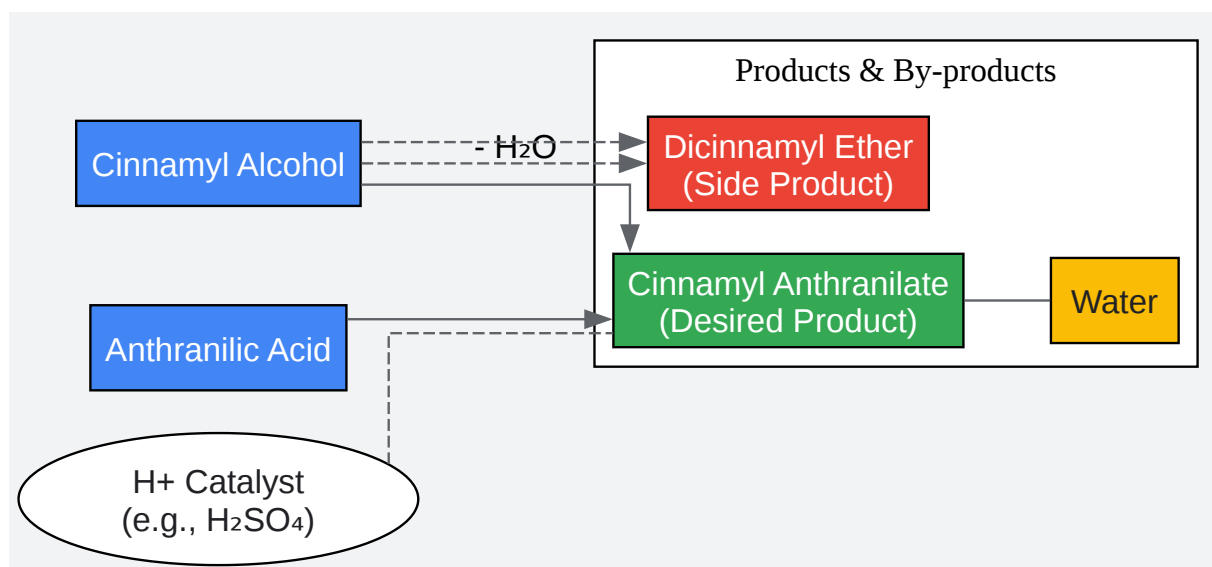 Products & By-products
Cinnamyl Alcohol
- H₂O
Dicinnamyl Ether
(Side Product)
Cinnamyl Anthranilate
(Desired Product)
Water
Anthranilic Acid
H+ Catalyst
(e.g., H₂SO₄)